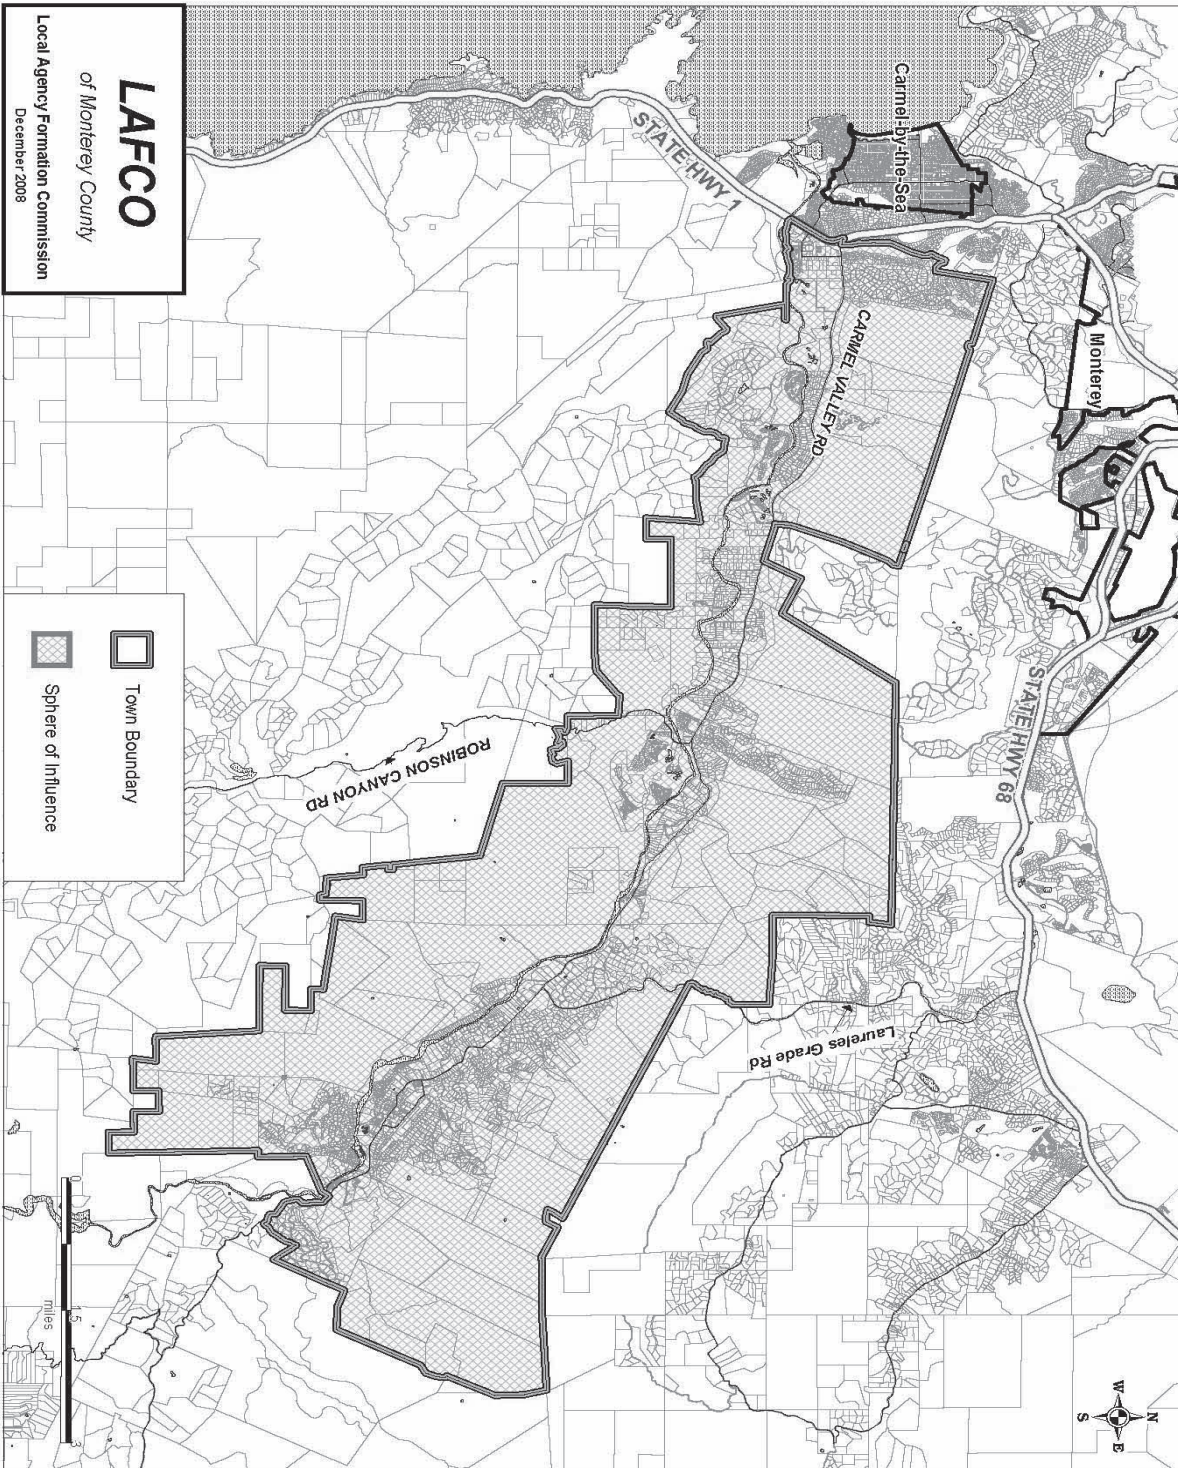 LAFCO
of Monterey County
Local Agency Formation Commission
December 2008
Carmel-by-the-Sea
Monterey
STATE HWY 1
CARMEL VALLEY RD
STATE HWY 68
Laureles Grade Rd
ROBINSON CANYON RD
Town Boundary
Sphere of Influence
0 1.5 3
miles
N
W E
S